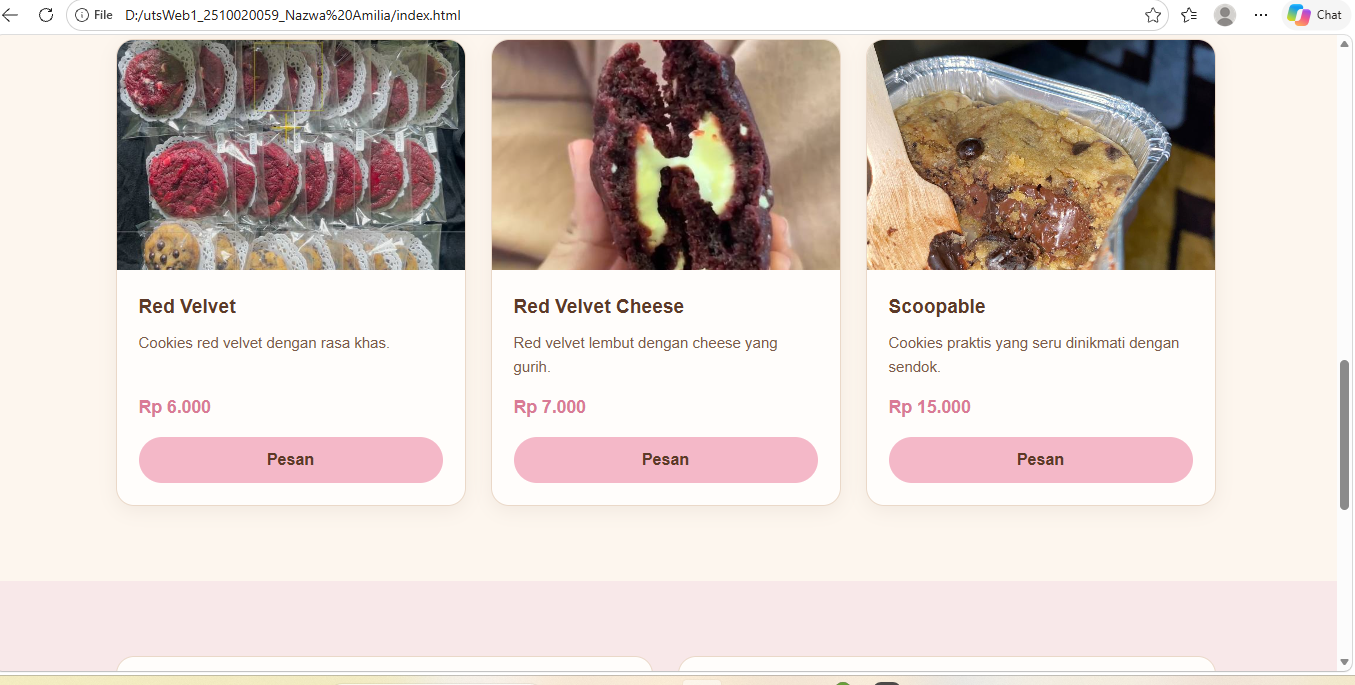 File D:/utsWeb1_2510020059_Nazwa%20Amilia/index.html
Chat
Red Velvet
Cookies red velvet dengan rasa khas.
Rp 6.000
Pesan
Red Velvet Cheese
Red velvet lembut dengan cheese yang
gurih.
Rp 7.000
Pesan
Scoopable
Cookies praktis yang seru dinikmati dengan
sendok.
Rp 15.000
Pesan